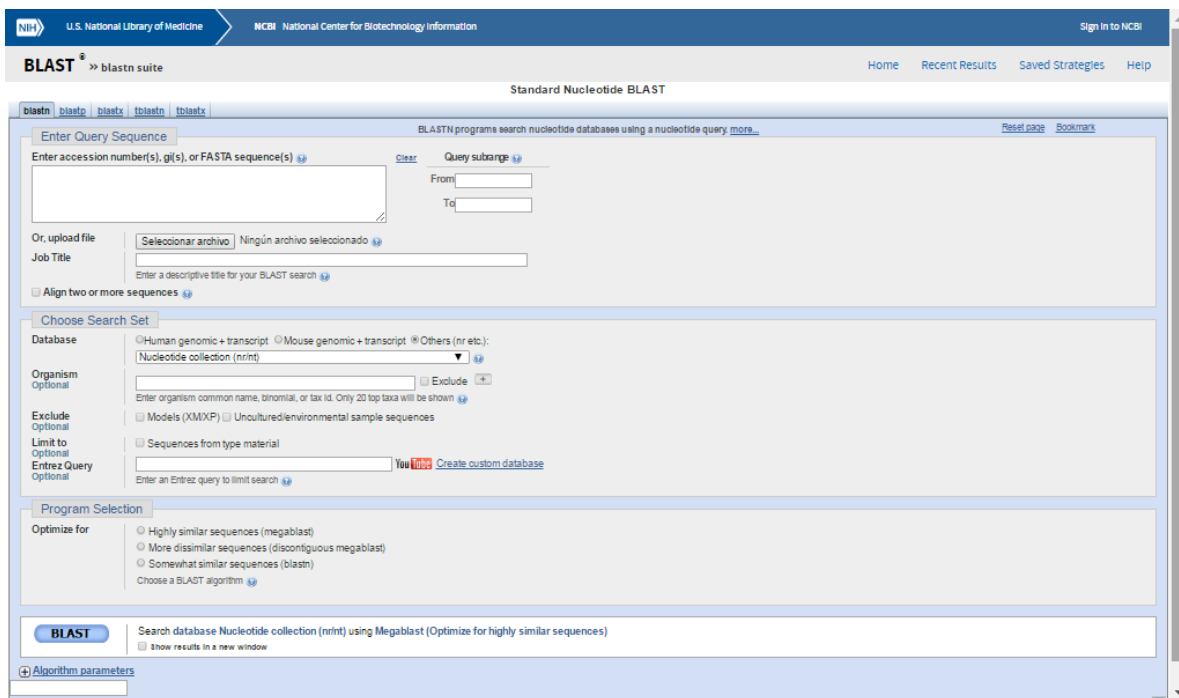 NIH U.S. National Library of Medicine NCBI National Center for Biotechnology Information Sign in to NCBI
BLAST ® » blastn suite Home Recent Results Saved Strategies Help
Standard Nucleotide BLAST
blastn blastp blastx tblastn tblastx
BLASTN programs search nucleotide databases using a nucleotide query. more... Reset page Bookmark
Enter Query Sequence
Enter accession number(s), gi(s), or FASTA sequence(s) Clear Query subrange
From
To
Or, upload file Seleccionar archivo Ningún archivo seleccionado
Job Title
Enter a descriptive title for your BLAST search
Align two or more sequences
Choose Search Set
Database Human genomic + transcript Mouse genomic + transcript Others (nr etc.):
Nucleotide collection (nr/nt)
Organism
Optional
Exclude +
Enter organism common name, binomial, or tax id. Only 20 top taxa will be shown
Exclude
Optional
Models (XM/XP) Uncultured/environmental sample sequences
Limit to
Optional
Sequences from type material
Entrez Query
Optional
YouTube Create custom database
Enter an Entrez query to limit search
Program Selection
Optimize for Highly similar sequences (megablast)
More dissimilar sequences (discontiguous megablast)
Somewhat similar sequences (blastn)
Choose a BLAST algorithm
BLAST Search database Nucleotide collection (nr/nt) using Megablast (Optimize for highly similar sequences)
Show results in a new window
Algorithm parameters